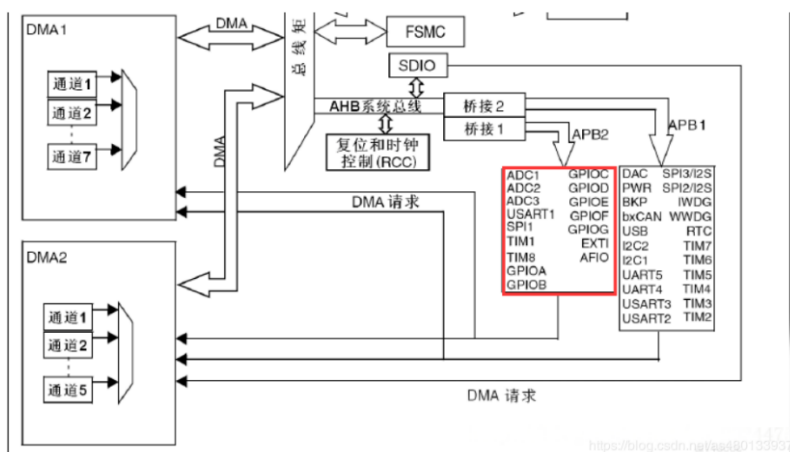 DMA1
DMA
FSMC
总线矩
SDIO
通道1
通道2
通道7
AHB系统总线
桥接2
桥接1
APB2
APB1
复位和时钟
控制(RCC)
DMA
DMA 请求
ADC1 GPIOC
ADC2 GPIOD
ADC3 GPIOE
USART1 GPIOF
SPI1 GPIOG
TIM1 EXTI
TIM8 AFIO
GPIOA
GPIOB
DAC SPI3/I2S
PWR SPI2/I2S
BKP IWDG
bxCAN WWDG
USB RTC
I2C2 TIM7
I2C1 TIM6
UART5 TIM5
UART4 TIM4
USART3 TIM3
USART2 TIM2
DMA2
通道1
通道2
通道5
DMA 请求